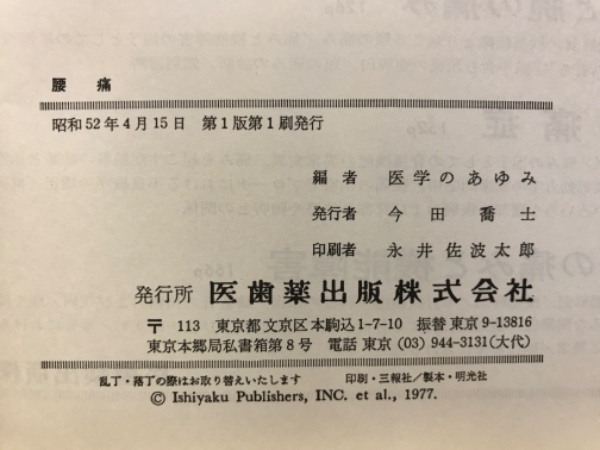 腰痛
昭和52年4月15日 第1版第1刷発行
編者 医学のあゆみ
発行者 今田喬士
印刷者 永井佐波太郎
発行所 医歯薬出版株式会社
〒113 東京都文京区本駒込1-7-10 振替東京9-13816
東京本郷局私書箱第8号 電話 東京 (03) 944-3131(大代)
乱丁・落丁の際はお取り替えいたします 印刷・三報社/製本・明光社
© Ishiyaku Publishers, INC. et al., 1977.